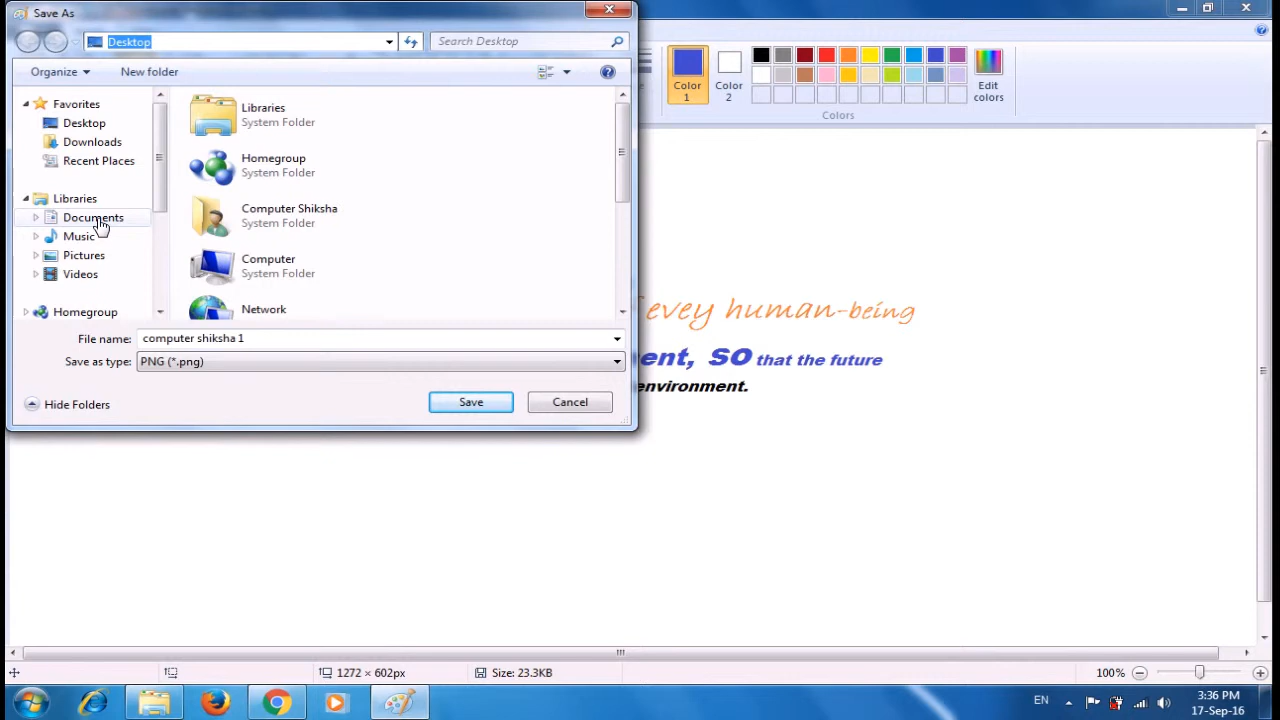 Save As
Desktop
Search Desktop
Organize
New folder
Color 1
Color 2
Edit colors
Colors
Favorites
Desktop
Downloads
Recent Places
Libraries
Documents
Music
Pictures
Videos
Homegroup
Libraries
System Folder
Homegroup
System Folder
Computer Shiksha
System Folder
Computer
System Folder
Network
File name: computer shiksha 1
Save as type: PNG (*.png)
Hide Folders
Save
Cancel
evey human-being
ent, SO that the future
environment.
1272 × 602px
Size: 23.3KB
100%
EN
3:36 PM
17-Sep-16